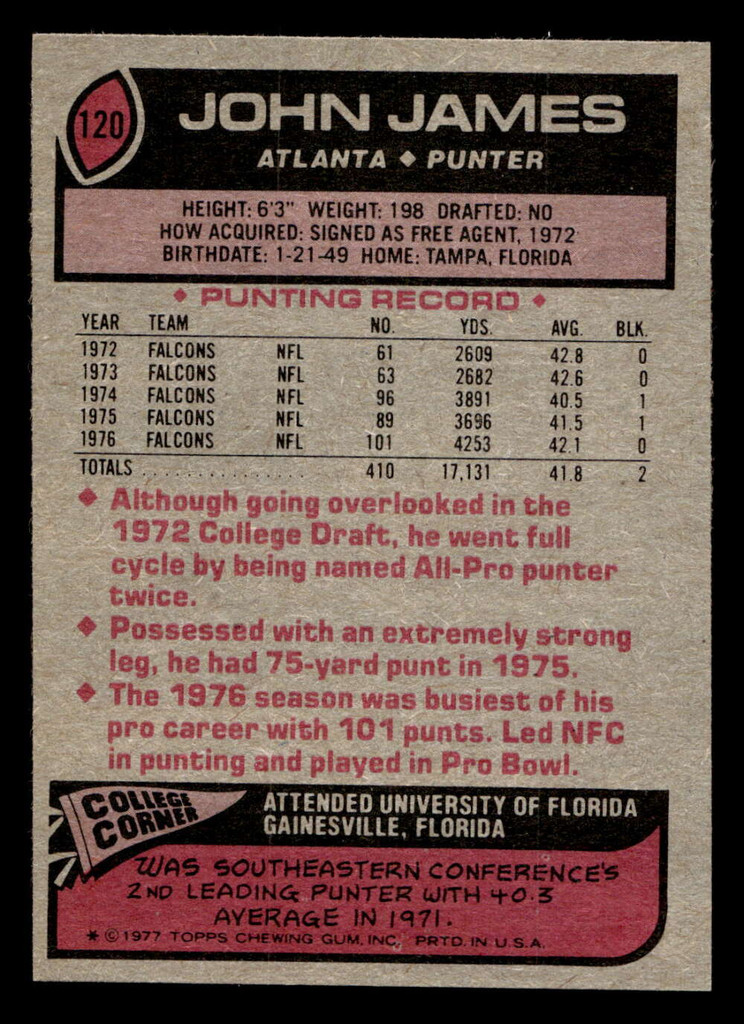 120
JOHN JAMES
ATLANTA ◆ PUNTER
HEIGHT: 6'3" WEIGHT: 198 DRAFTED: NO
HOW ACQUIRED: SIGNED AS FREE AGENT, 1972
BIRTHDATE: 1-21-49 HOME: TAMPA, FLORIDA
◆ PUNTING RECORD ◆
YEAR TEAM NO. YDS. AVG. BLK.
1972 FALCONS NFL 61 2609 42.8 0
1973 FALCONS NFL 63 2682 42.6 0
1974 FALCONS NFL 96 3891 40.5 1
1975 FALCONS NFL 89 3696 41.5 1
1976 FALCONS NFL 101 4253 42.1 0
TOTALS . . . . . . . . . . . . . . . 410 17,131 41.8 2
◆ Although going overlooked in the
1972 College Draft, he went full
cycle by being named All-Pro punter
twice.
◆ Possessed with an extremely strong
leg, he had 75-yard punt in 1975.
◆ The 1976 season was busiest of his
pro career with 101 punts. Led NFC
in punting and played in Pro Bowl.
COLLEGE
CORNER
ATTENDED UNIVERSITY OF FLORIDA
GAINESVILLE, FLORIDA
WAS SOUTHEASTERN CONFERENCE'S
2ND LEADING PUNTER WITH 40.3
AVERAGE IN 1971.
* © 1977 TOPPS CHEWING GUM, INC. PRTD. IN U.S.A.